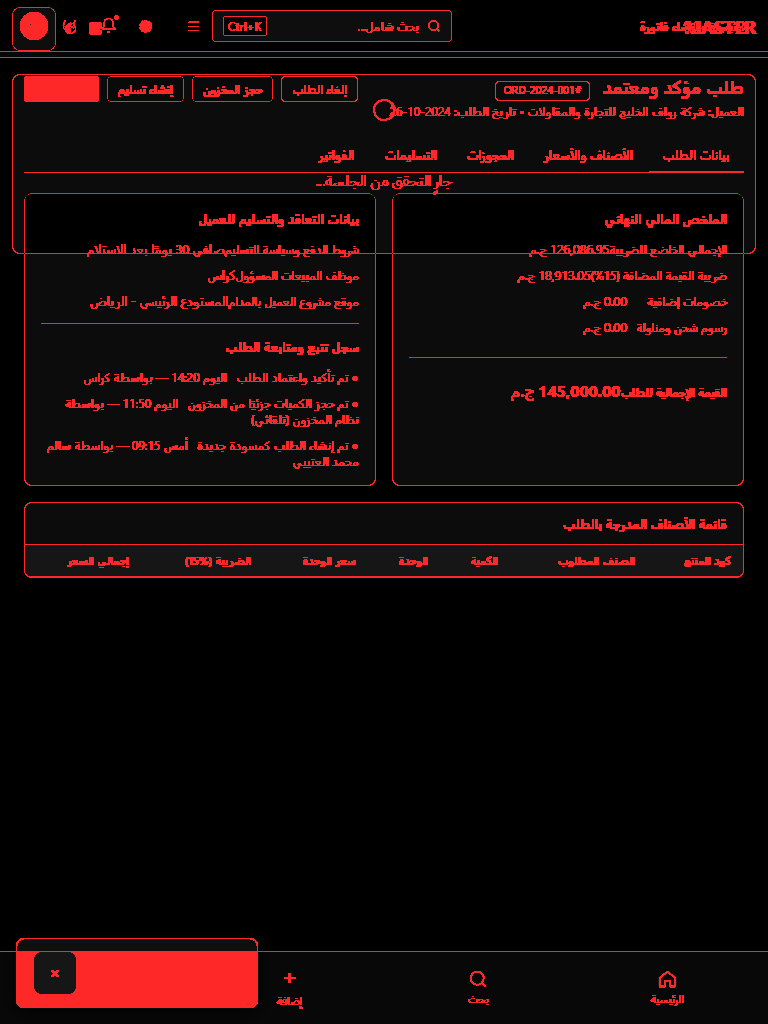 MASTER
بحث شامل... Ctrl+K
طلب مؤكد ومعتمد #ORD-2024-001
إلغاء الطلب
حجز المخزون
إنشاء تسليم
العميل: شركة رواف الخليج للتجارة والمقاولات • تاريخ الطلب: 2024-10-26
بيانات الطلب
الأصناف والأسعار
المحجوزات
التسليمات
الفواتير
جارٍ التحقق من الجلسة...
الملخص المالي النهائي
الإجمالي الخاضع للضريبة 126,086.95 ج.م
ضريبة القيمة المضافة (15%) 18,913.05 ج.م
خصومات إضافية 0.00 ج.م
رسوم شحن ومناولة 0.00 ج.م
القيمة الإجمالية للطلب 145,000.00 ج.م
بيانات التعاقد والتسليم للعميل
شروط الدفع وسياسة التسليم صافي 30 يومًا بعد الاستلام
موظف المبيعات المسؤول كراس
موقع مشروع العميل بالدمام المستودع الرئيسي - الرياض
سجل تتبع ومتابعة الطلب
● تم تأكيد واعتماد الطلب اليوم 14:20 — بواسطة كراس
● تم حجز الكميات جزئيًا من المخزون اليوم 11:50 — بواسطة
نظام المخزون (تلقائي)
● تم إنشاء الطلب كمسودة جديدة أمس 09:15 — بواسطة سالم
محمد العتيبي
قائمة الأصناف المدرجة بالطلب
كود المنتج
الصنف المطلوب
الكمية
الوحدة
سعر الوحدة
الضريبة (15%)
إجمالي السعر
الرئيسية
بحث
إضافة